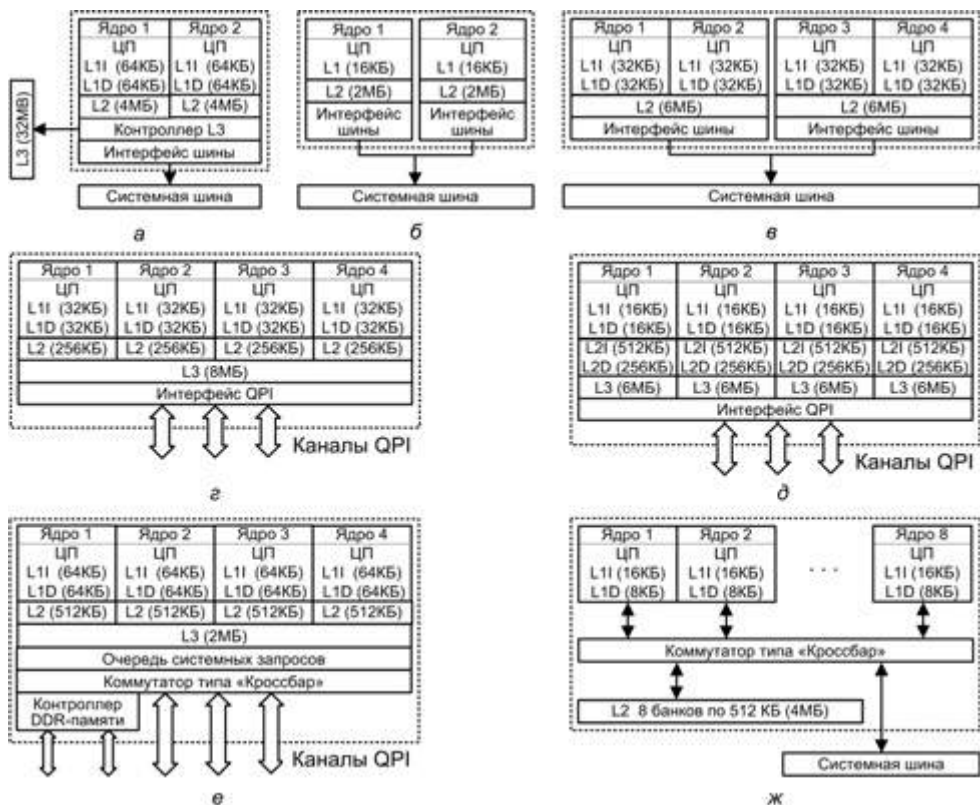 Ядро 1 Ядро 2
ЦП ЦП
L1I (64КБ) L1I (64КБ)
L1D (64КБ) L1D (64КБ)
L2 (4МБ) L2 (4МБ)
Контроллер L3
Интерфейс шины
L3 (32MB)
Системная шина
а
Ядро 1 Ядро 2
ЦП ЦП
L1 (16КБ) L1 (16КБ)
L2 (2МБ) L2 (2МБ)
Интерфейс Интерфейс
шины шины
Системная шина
б
Ядро 1 Ядро 2 Ядро 3 Ядро 4
ЦП ЦП ЦП ЦП
L1I (32КБ) L1I (32КБ) L1I (32КБ) L1I (32КБ)
L1D (32КБ) L1D (32КБ) L1D (32КБ) L1D (32КБ)
L2 (6МБ) L2 (6МБ)
Интерфейс шины Интерфейс шины
Системная шина
в
Ядро 1 Ядро 2 Ядро 3 Ядро 4
ЦП ЦП ЦП ЦП
L1I (32КБ) L1I (32КБ) L1I (32КБ) L1I (32КБ)
L1D (32КБ) L1D (32КБ) L1D (32КБ) L1D (32КБ)
L2 (256КБ) L2 (256КБ) L2 (256КБ) L2 (256КБ)
L3 (8МБ)
Интерфейс QPI
Каналы QPI
г
Ядро 1 Ядро 2 Ядро 3 Ядро 4
ЦП ЦП ЦП ЦП
L1I (16КБ) L1I (16КБ) L1I (16КБ) L1I (16КБ)
L1D (16КБ) L1D (16КБ) L1D (16КБ) L1D (16КБ)
L2I (512КБ) L2I (512КБ) L2I (512КБ) L2I (512КБ)
L2D (256КБ) L2D (256КБ) L2D (256КБ) L2D (256КБ)
L3 (6МБ) L3 (6МБ) L3 (6МБ) L3 (6МБ)
Интерфейс QPI
Каналы QPI
д
Ядро 1 Ядро 2 Ядро 3 Ядро 4
ЦП ЦП ЦП ЦП
L1I (64КБ) L1I (64КБ) L1I (64КБ) L1I (64КБ)
L1D (64КБ) L1D (64КБ) L1D (64КБ) L1D (64КБ)
L2 (512КБ) L2 (512КБ) L2 (512КБ) L2 (512КБ)
L3 (2МБ)
Очередь системных запросов
Коммутатор типа «Кроссбар»
Контроллер
DDR-памяти
Каналы QPI
е
Ядро 1 Ядро 2 Ядро 8
ЦП ЦП . . . ЦП
L1I (16КБ) L1I (16КБ) L1I (16КБ)
L1D (8КБ) L1D (8КБ) L1D (8КБ)
Коммутатор типа «Кроссбар»
L2 8 банков по 512 КБ (4МБ)
Системная шина
ж